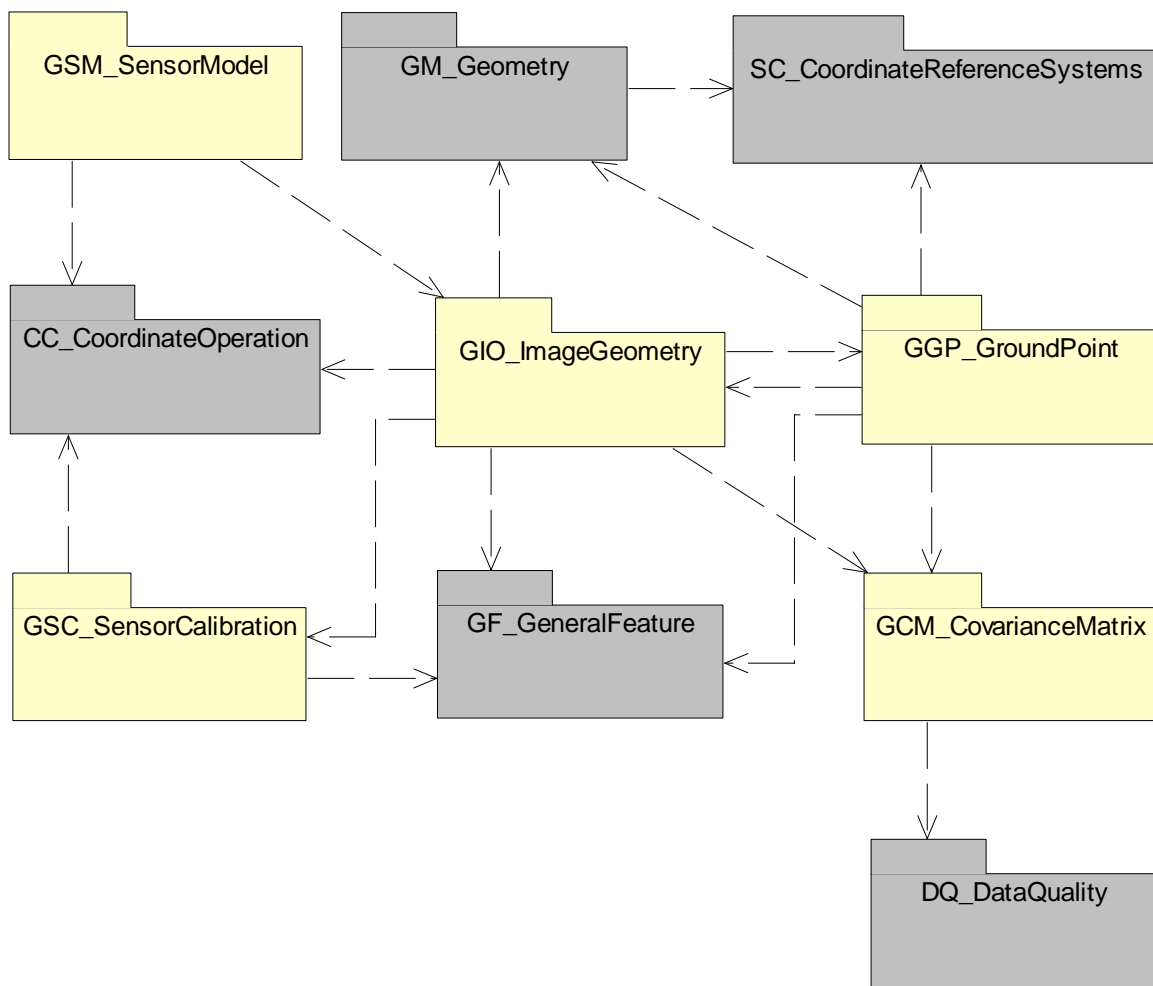 GSM_SensorModel
GM_Geometry
SC_CoordinateReferenceSystems
CC_CoordinateOperation
GIO_ImageGeometry
GGP_GroundPoint
GSC_SensorCalibration
GF_GeneralFeature
GCM_CovarianceMatrix
DQ_DataQuality